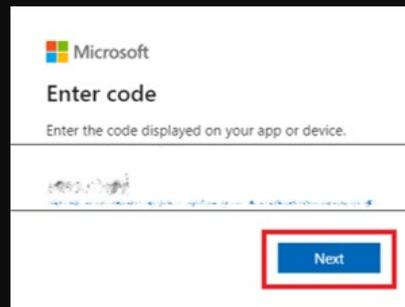 Microsoft
Enter code
Enter the code displayed on your app or device.
Next